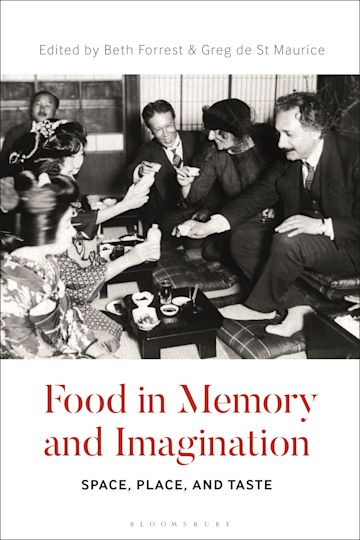 Edited by Beth Forrest & Greg de St Maurice
Food in Memory
and Imagination
SPACE, PLACE, AND TASTE
BLOOMSBURY